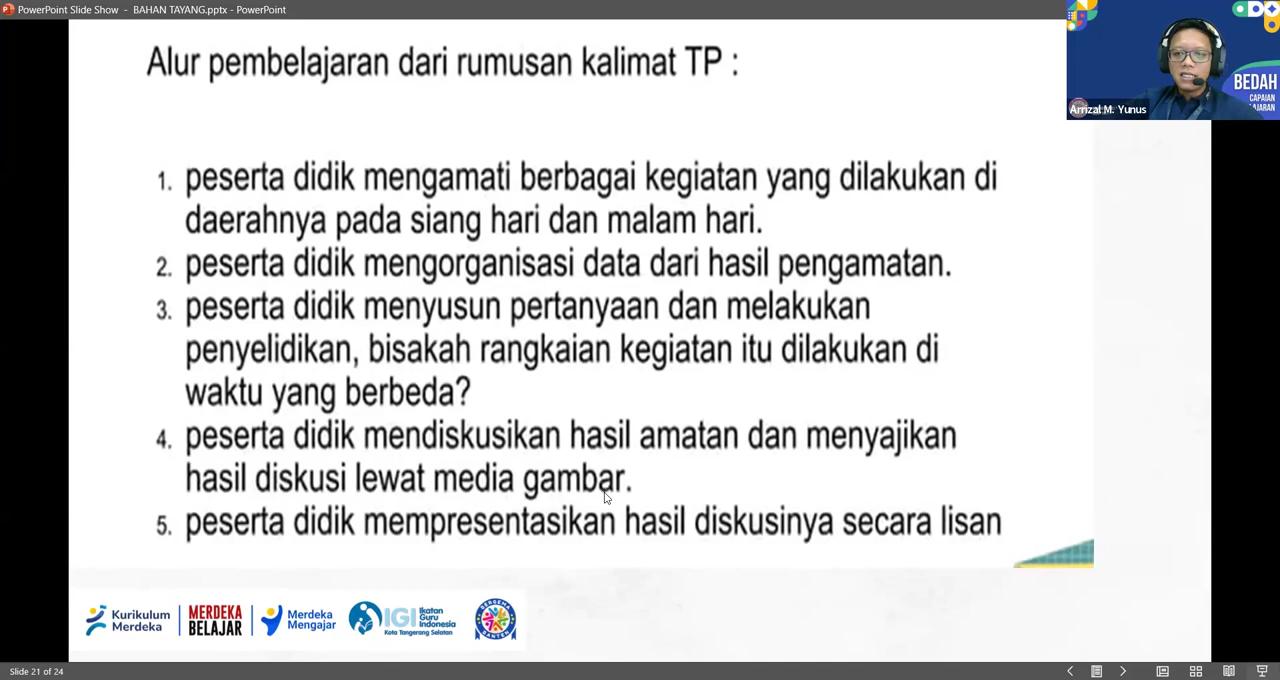 PowerPoint Slide Show - BAHAN TAYANG.pptx - PowerPoint
Alur pembelajaran dari rumusan kalimat TP :
1. peserta didik mengamati berbagai kegiatan yang dilakukan di
daerahnya pada siang hari dan malam hari.
2. peserta didik mengorganisasi data dari hasil pengamatan.
3. peserta didik menyusun pertanyaan dan melakukan
penyelidikan, bisakah rangkaian kegiatan itu dilakukan di
waktu yang berbeda?
4. peserta didik mendiskusikan hasil amatan dan menyajikan
hasil diskusi lewat media gambar.
5. peserta didik mempresentasikan hasil diskusinya secara lisan
BEDAH
CAPAIAN
Arrizal M. Yunus
Kurikulum
Merdeka
MERDEKA
BELAJAR
Merdeka
Mengajar
IGI
Ikatan
Guru
Indonesia
Kota Tangerang Selatan
Slide 21 of 24